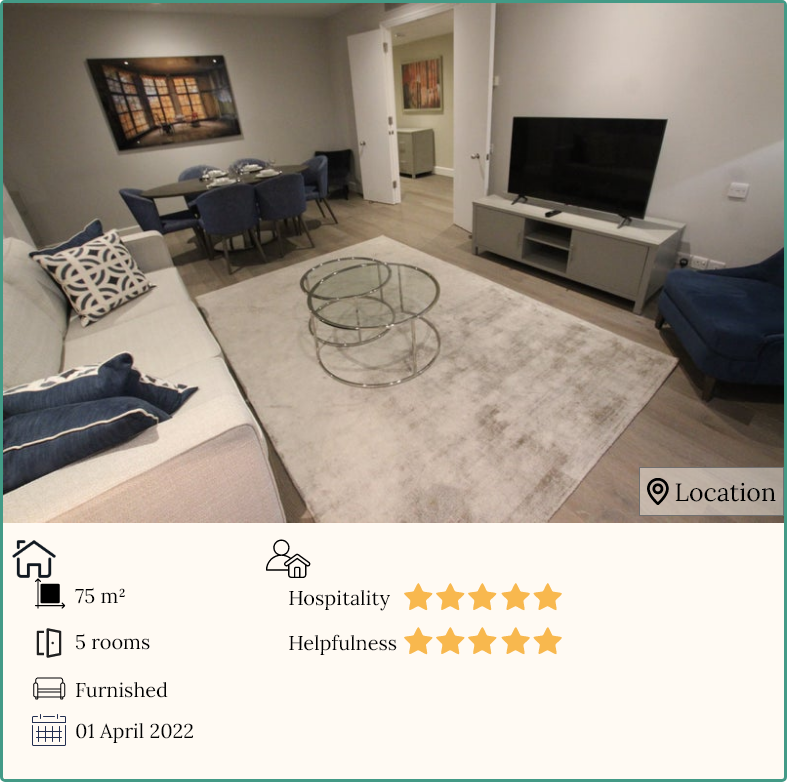 Location
75 m²
5 rooms
Furnished
01 April 2022
Hospitality
Helpfulness